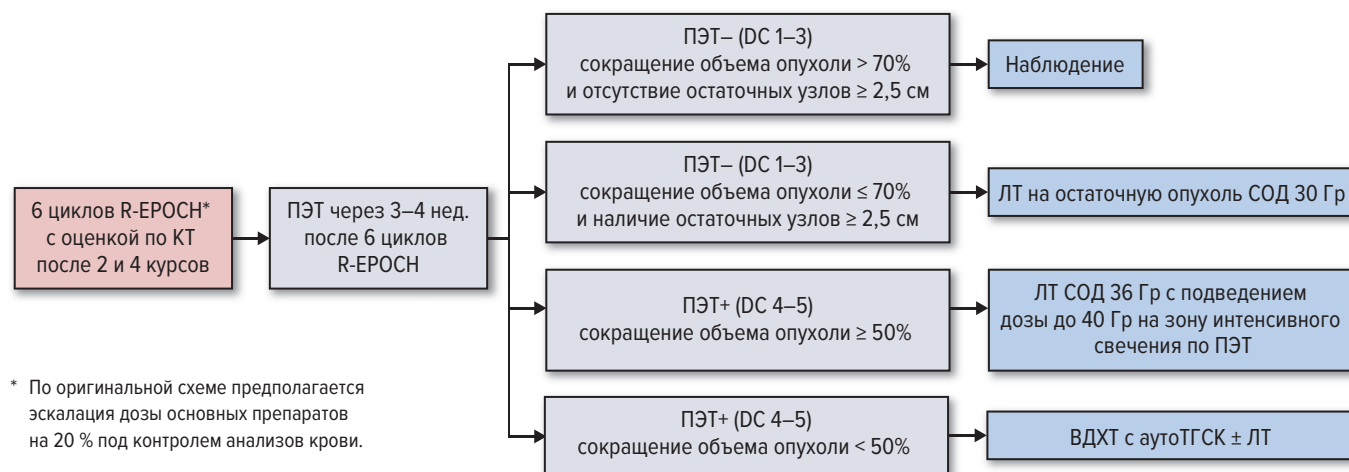 6 циклов R-EPOCH*
с оценкой по КТ
после 2 и 4 курсов
ПЭТ через 3–4 нед.
после 6 циклов
R-EPOCH
ПЭТ– (DC 1–3)
сокращение объема опухоли > 70%
и отсутствие остаточных узлов ≥ 2,5 см
Наблюдение
ПЭТ– (DC 1–3)
сокращение объема опухоли ≤ 70%
и наличие остаточных узлов ≥ 2,5 см
ЛТ на остаточную опухоль СОД 30 Гр
ПЭТ+ (DC 4–5)
сокращение объема опухоли ≥ 50%
ЛТ СОД 36 Гр с подведением
дозы до 40 Гр на зону интенсивного
свечения по ПЭТ
ПЭТ+ (DC 4–5)
сокращение объема опухоли < 50%
ВДХТ с аутоТГСК ± ЛТ
* По оригинальной схеме предполагается
эскалация дозы основных препаратов
на 20 % под контролем анализов крови.